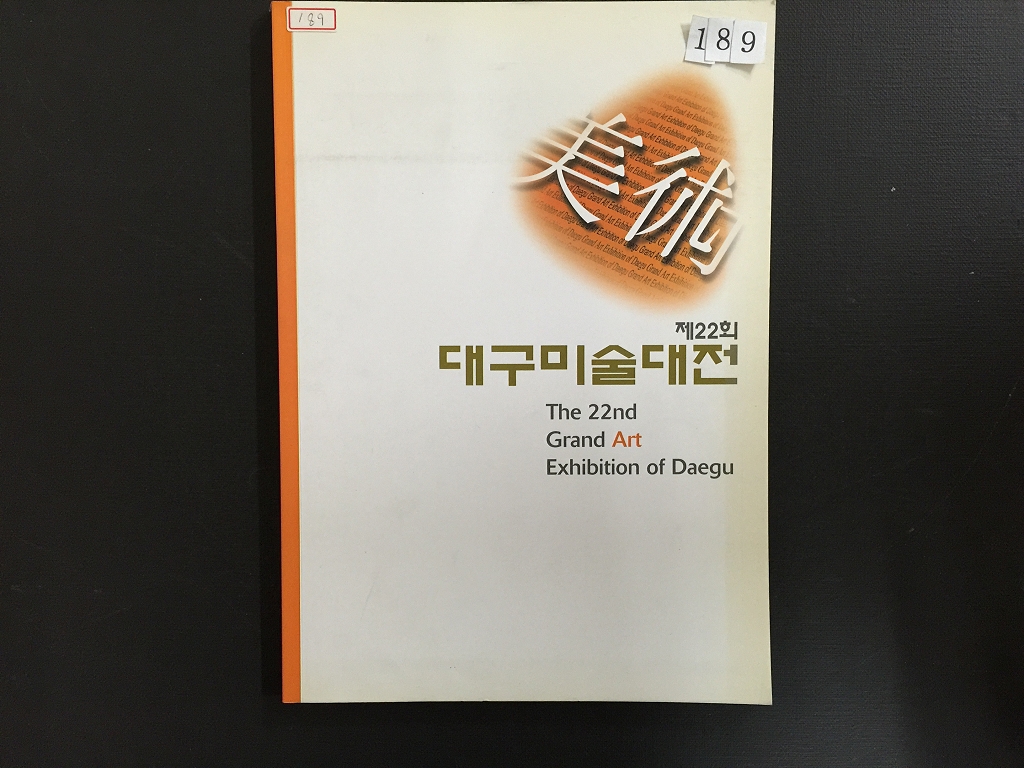 189
189
美術
제22회
대구미술대전
The 22nd
Grand Art
Exhibition of Daegu